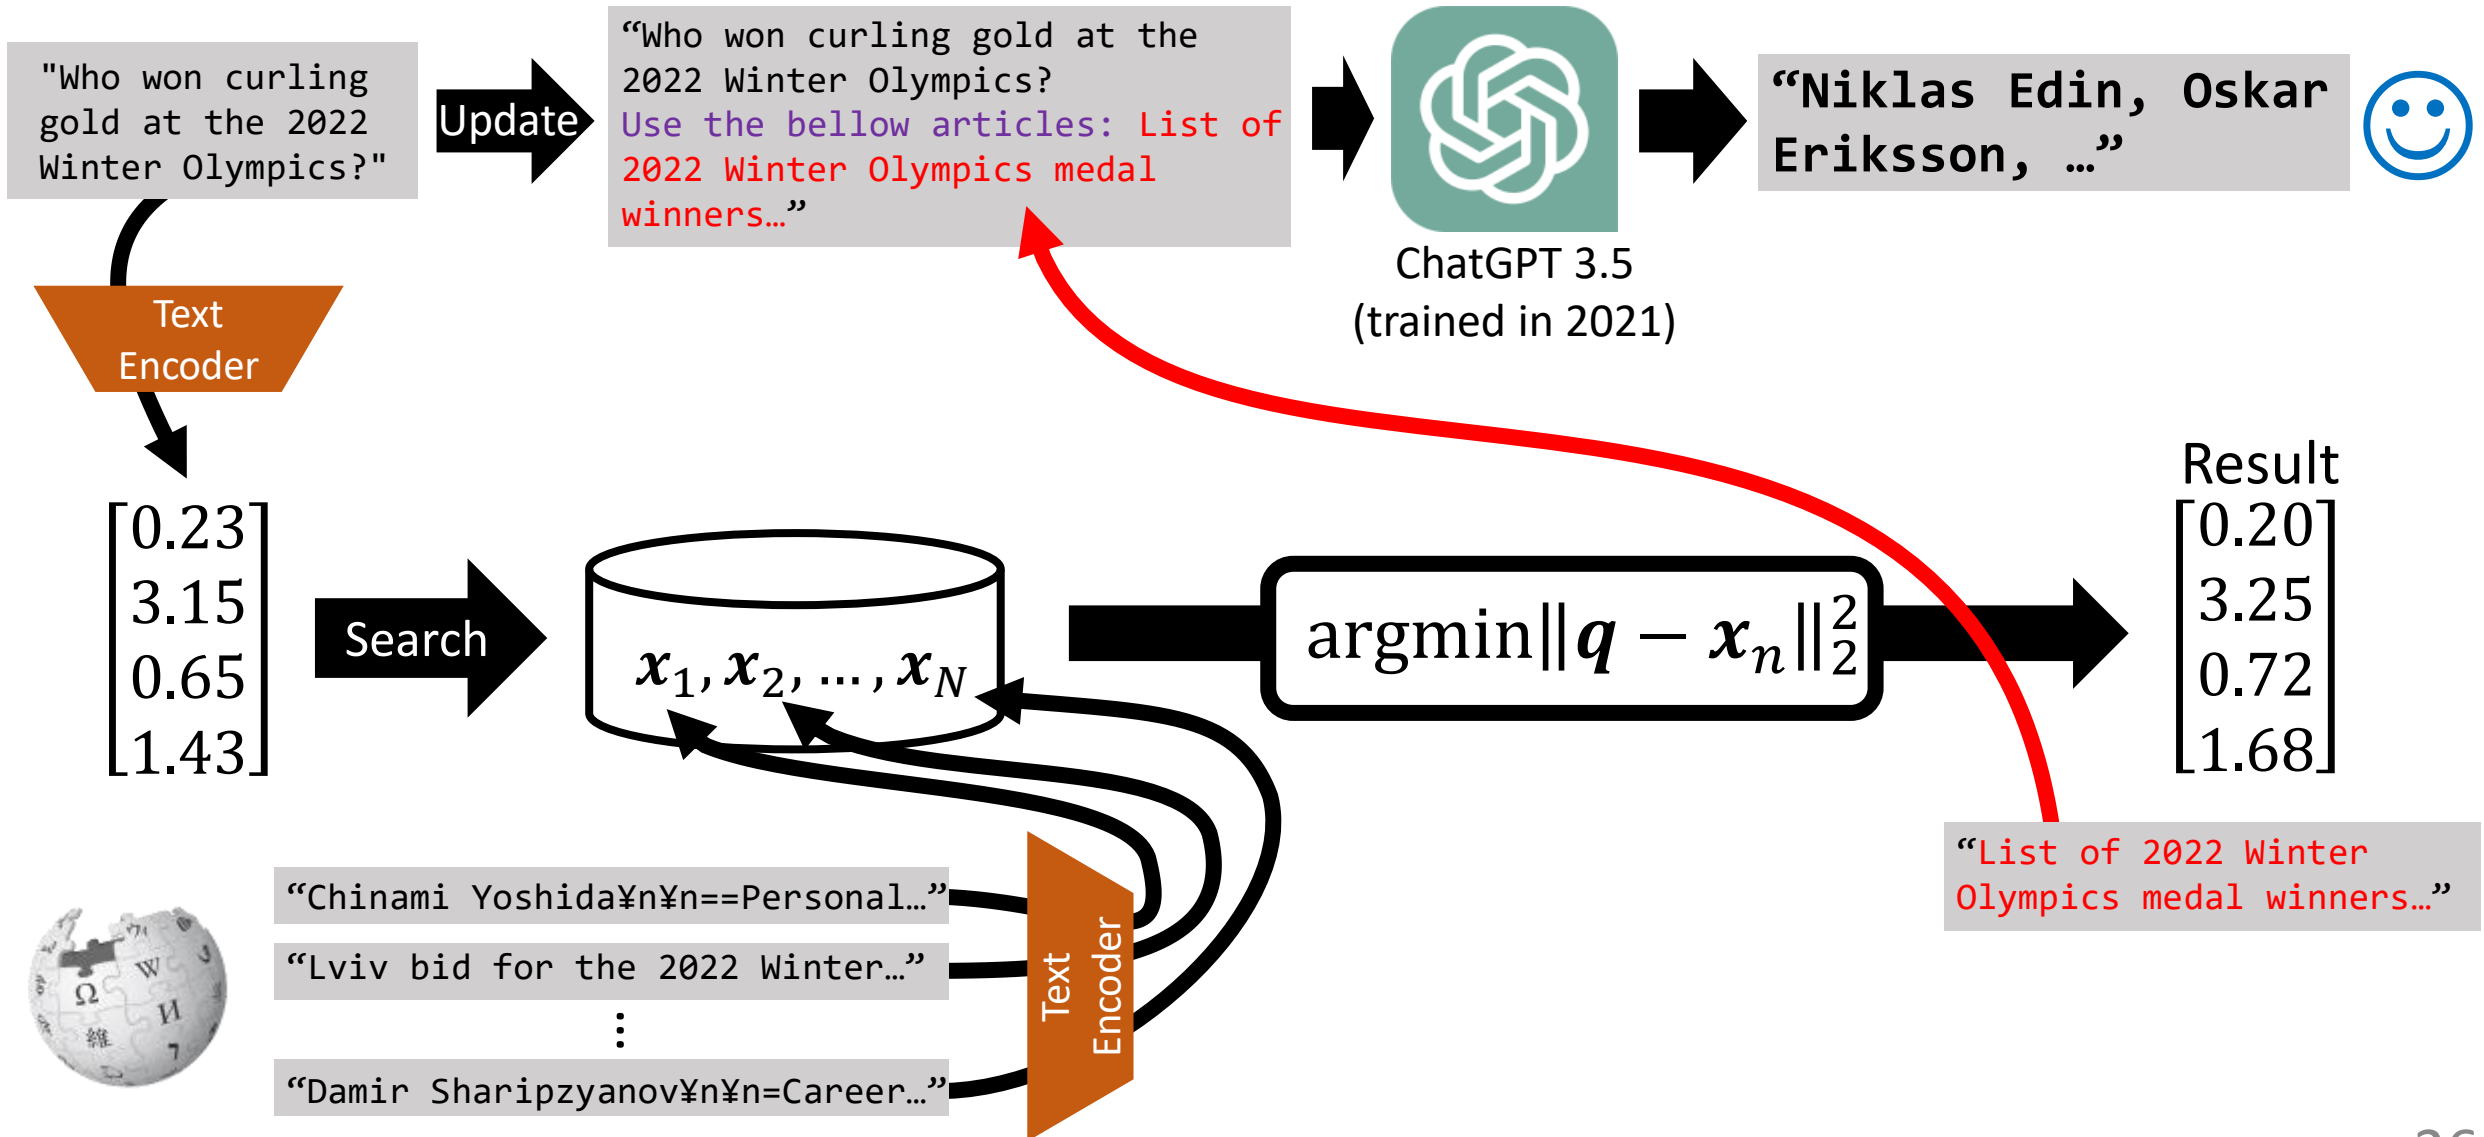 "Who won curling
gold at the 2022
Winter Olympics?"
Update
“Who won curling gold at the
2022 Winter Olympics?
Use the bellow articles: List of
2022 Winter Olympics medal
winners…”
ChatGPT 3.5
(trained in 2021)
“Niklas Edin, Oskar
Eriksson, …”
Text
Encoder
[0.23]
[3.15]
[0.65]
[1.43]
Search
x₁, x₂, …, x_N
argmin‖q − x_n‖₂²
Result
[0.20]
[3.25]
[0.72]
[1.68]
“List of 2022 Winter
Olympics medal winners…”
“Chinami Yoshida¥n¥n==Personal…”
“Lviv bid for the 2022 Winter…”
⋮
“Damir Sharipzyanov¥n¥n=Career…”
Text
Encoder
Ω
W
И
維
7